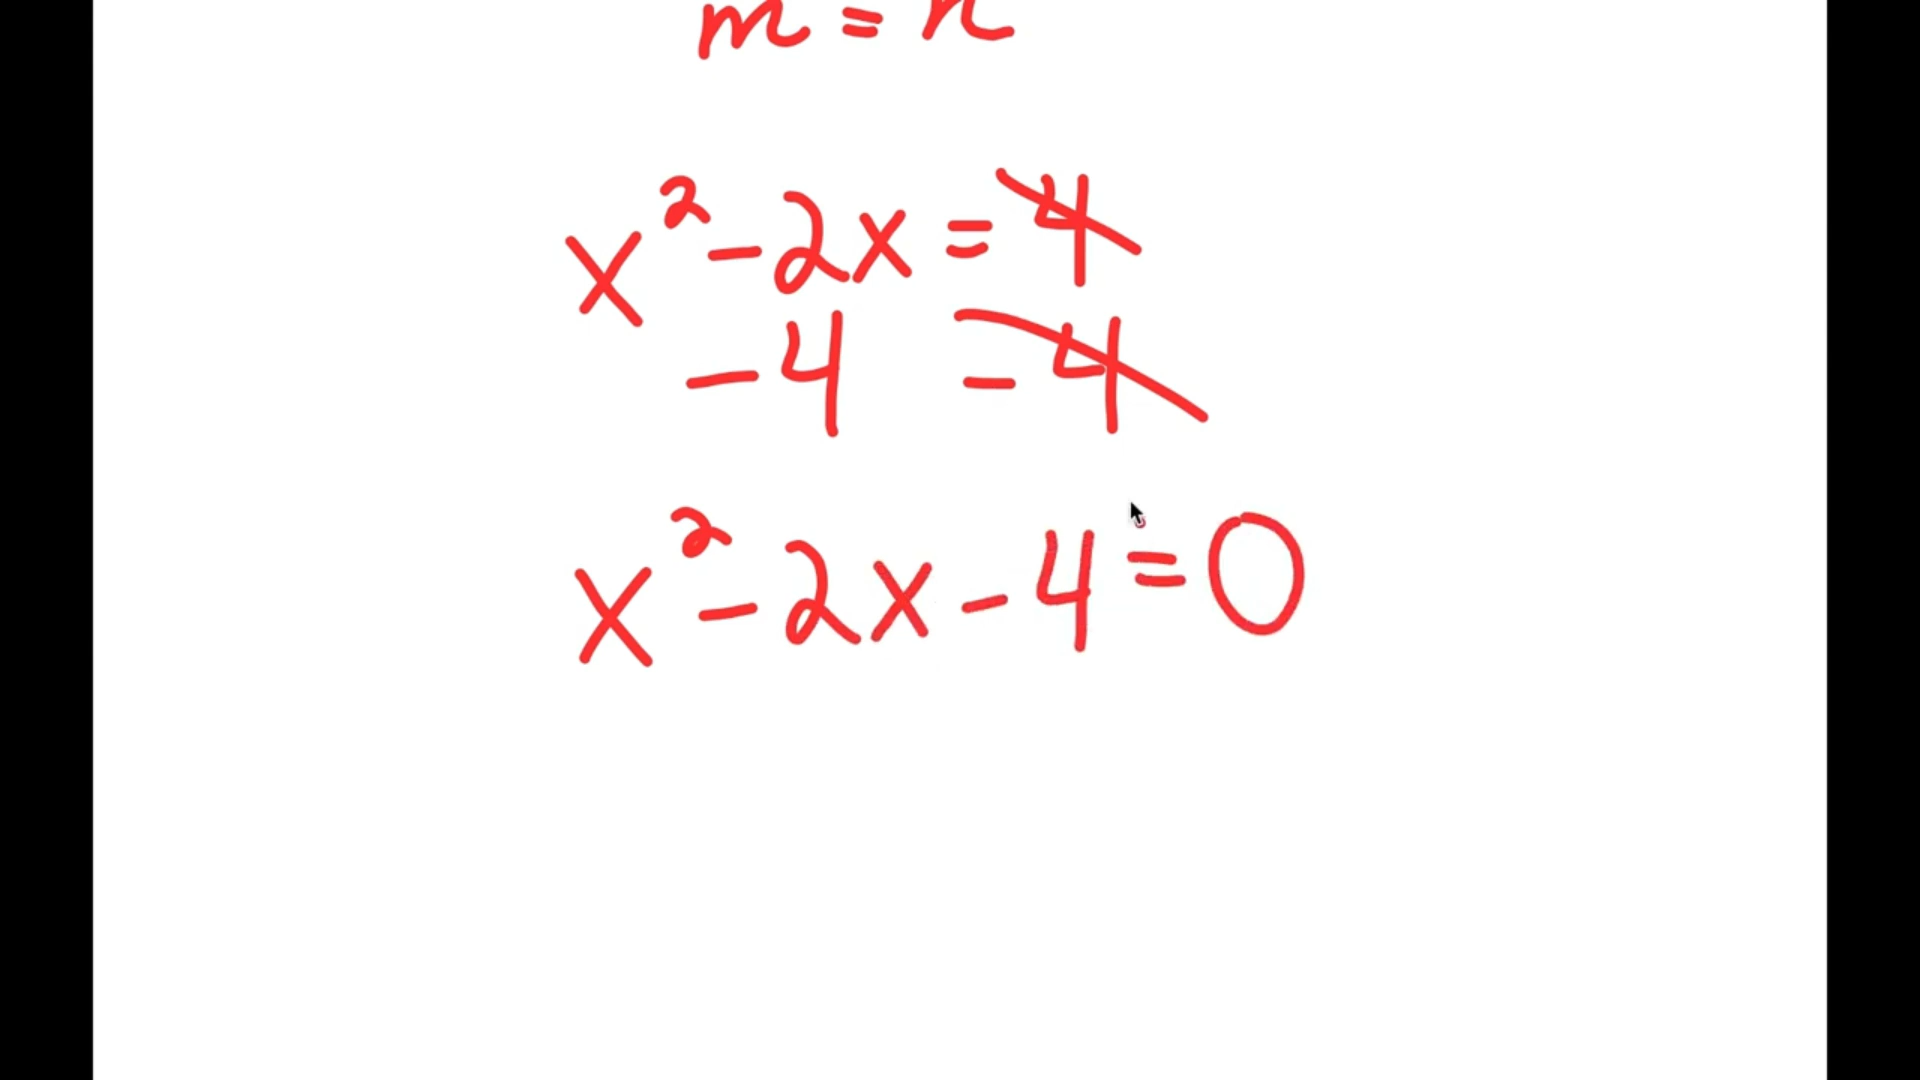 m = n
x² - 2x = 4
- 4 - 4
x² - 2x - 4 = 0